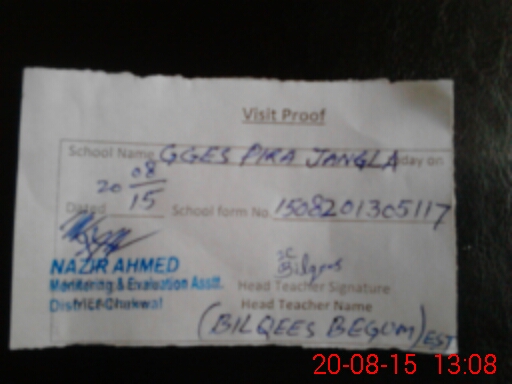 Visit Proof
School Name GGES PIRA JANGLA day on
20 08
Dated 15 School form No. 1508201305117
NAZIR AHMED
Monitoring & Evaluation Asstt.
District Chakwal
Bilqees
Head Teacher Signature
Head Teacher Name
(BILQEES BEGUM) EST
20-08-15 13:08